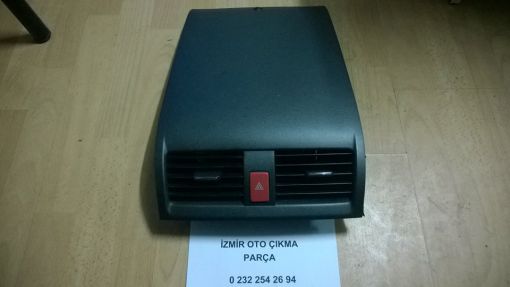 İZMİR OTO ÇIKMA
PARÇA
0 232 254 26 94